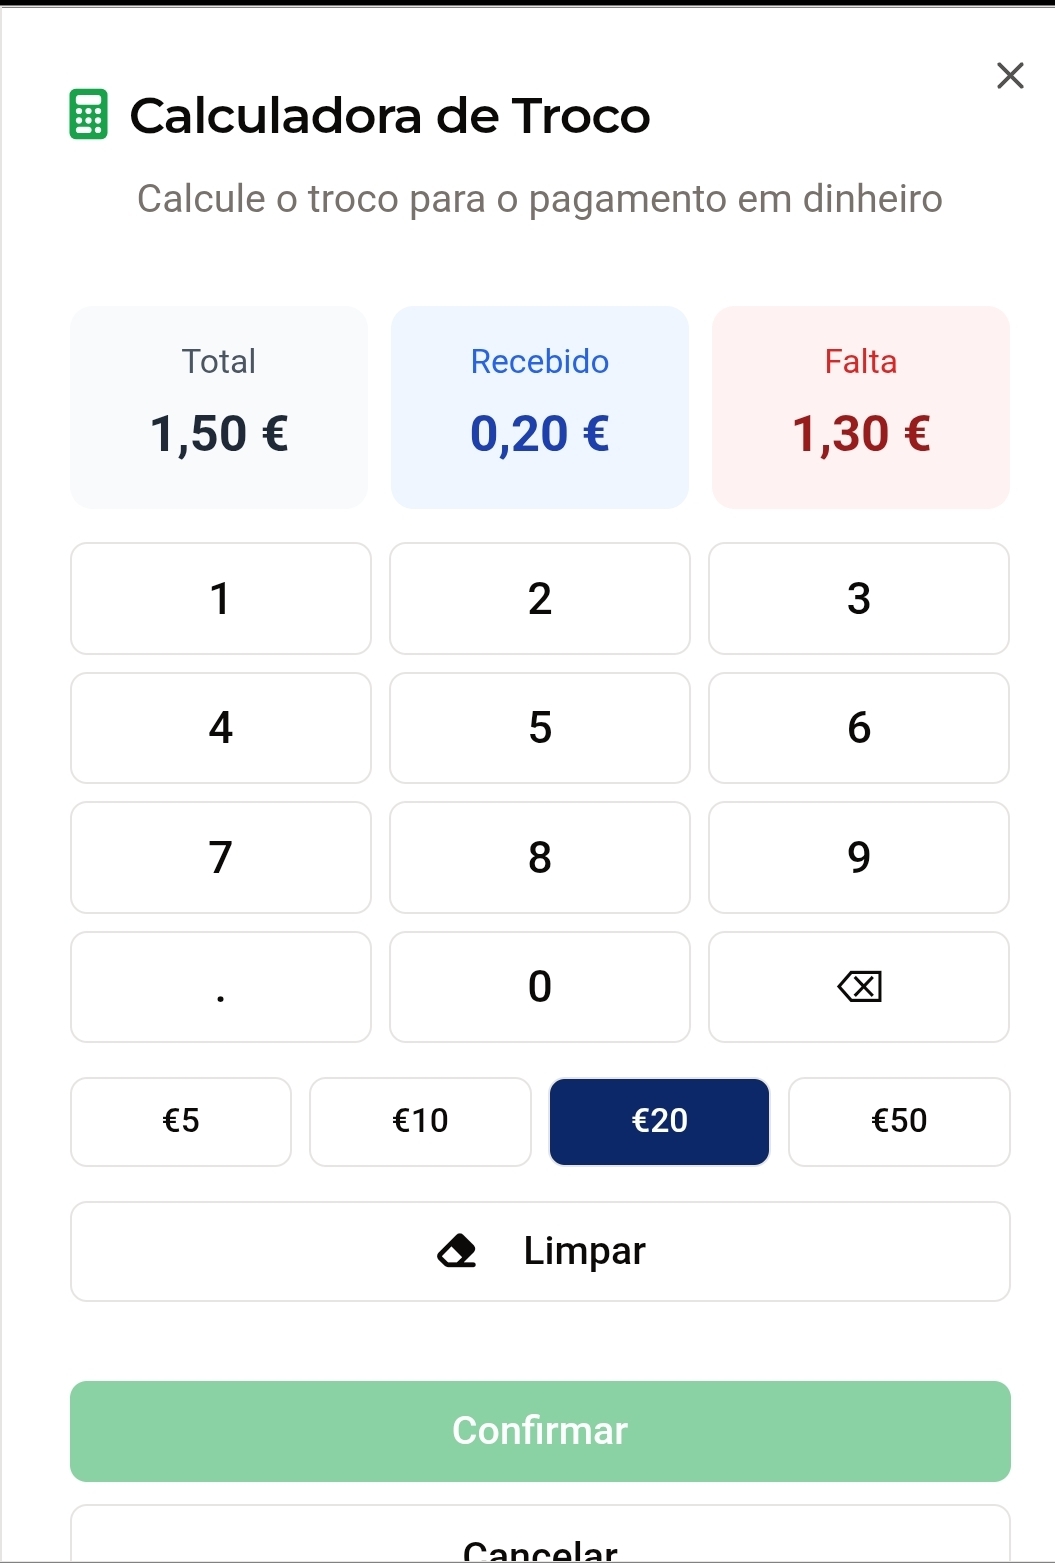 Calculadora de Troco
Calcule o troco para o pagamento em dinheiro
Total
1,50 €
Recebido
0,20 €
Falta
1,30 €
1
2
3
4
5
6
7
8
9
.
0
€5
€10
€20
€50
Limpar
Confirmar
Cancelar